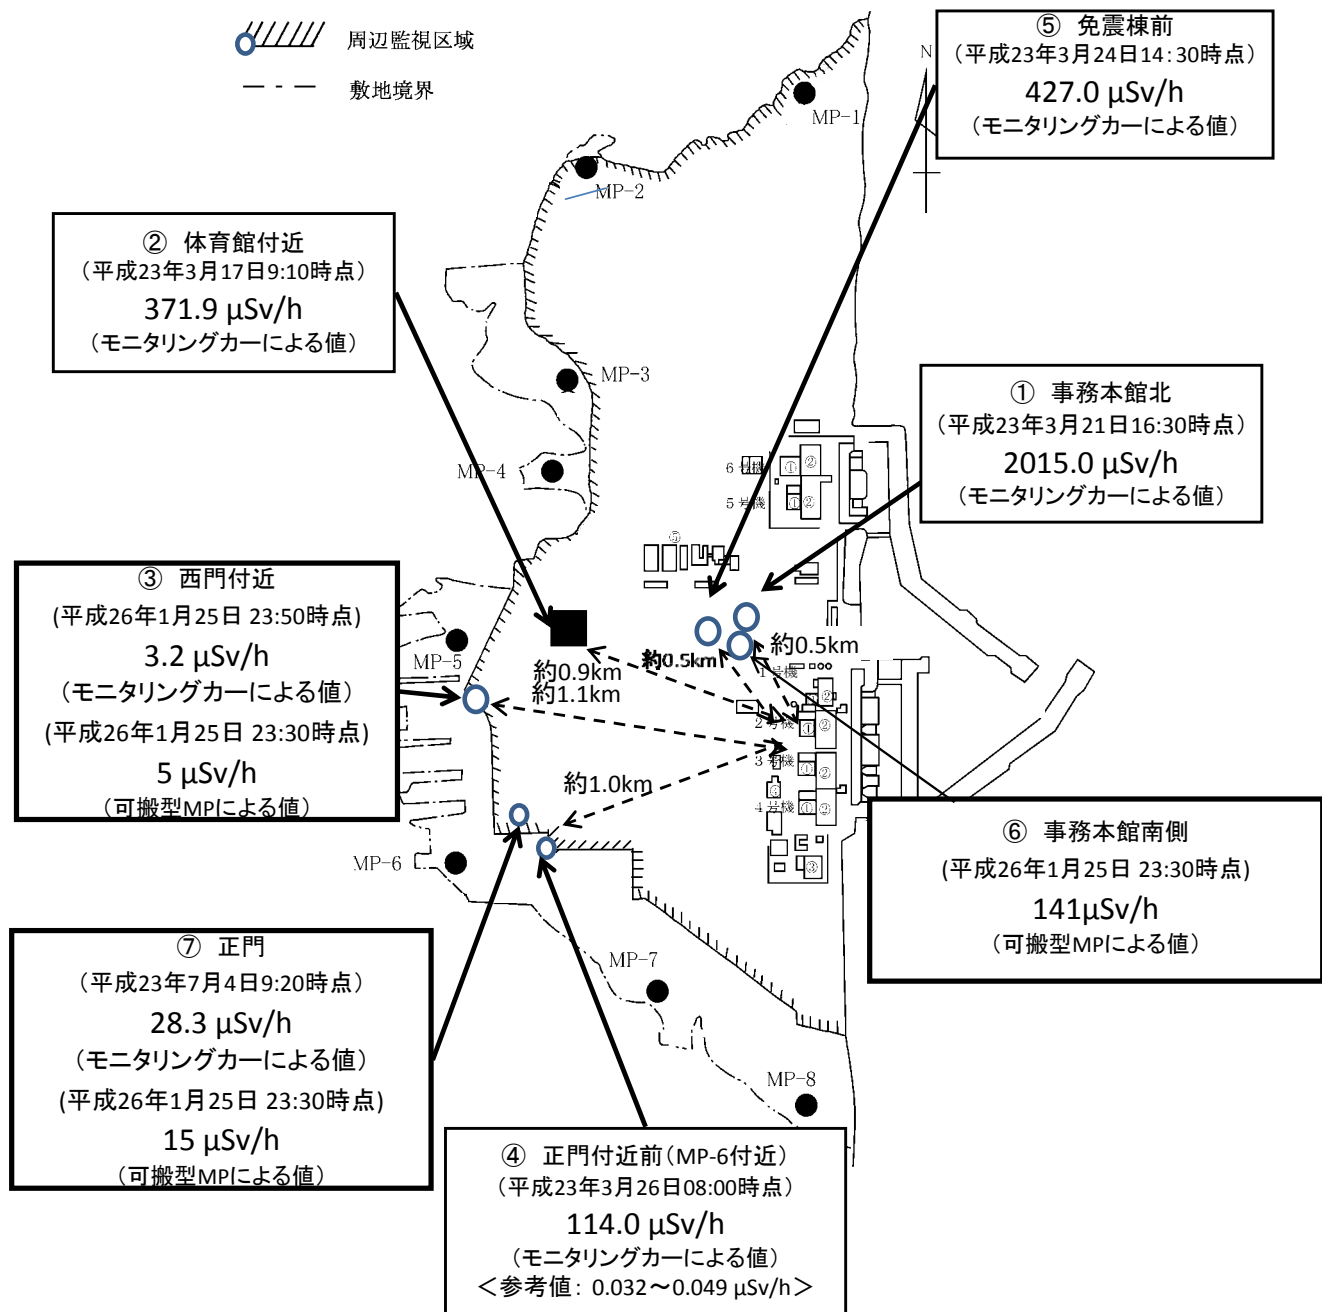 周辺監視区域
敷地境界
⑤ 免震棟前
（平成23年3月24日14：30時点）
427.0 μSv/h
（モニタリングカーによる値）
N
MP-1
MP-2
② 体育館付近
（平成23年3月17日9:10時点）
371.9 μSv/h
（モニタリングカーによる値）
MP-3
① 事務本館北
（平成23年3月21日16:30時点）
2015.0 μSv/h
（モニタリングカーによる値）
MP-4
6号機
① ②
5号機
① ②
⑤
③ 西門付近
(平成26年1月25日 23:50時点)
3.2 μSv/h
（モニタリングカーによる値）
(平成26年1月25日 23:30時点)
5 μSv/h
（可搬型MPによる値）
MP-5
約0.9km
約1.1km
約0.5km
約0.5km
1号機
②
2号機
① ②
3号機
① ②
4号機
① ②
③
約1.0km
MP-6
⑥ 事務本館南側
(平成26年1月25日 23:30時点)
141μSv/h
（可搬型MPによる値）
⑦ 正門
（平成23年7月4日9:20時点）
28.3 μSv/h
（モニタリングカーによる値）
(平成26年1月25日 23:30時点)
15 μSv/h
（可搬型MPによる値）
MP-7
MP-8
④ 正門付近前（MP-6付近）
（平成23年3月26日08:00時点）
114.0 μSv/h
（モニタリングカーによる値）
＜参考値：0.032～0.049 μSv/h＞